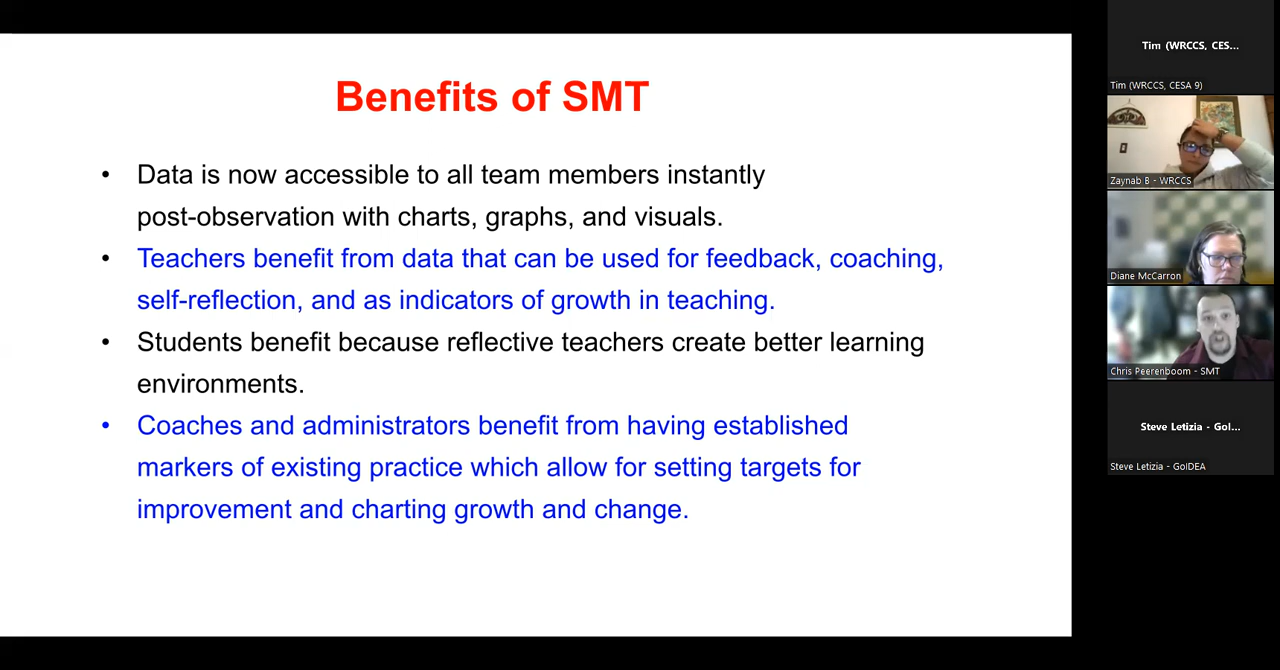 Benefits of SMT
• Data is now accessible to all team members instantly
post-observation with charts, graphs, and visuals.
• Teachers benefit from data that can be used for feedback, coaching,
self-reflection, and as indicators of growth in teaching.
• Students benefit because reflective teachers create better learning
environments.
• Coaches and administrators benefit from having established
markers of existing practice which allow for setting targets for
improvement and charting growth and change.
Tim (WRCCS, CES...
Tim (WRCCS, CESA 9)
Zaynab B - WRCCS
Diane McCarron
Chris Peerenboom - SMT
Steve Letizia - GoI...
Steve Letizia - GoIDEA